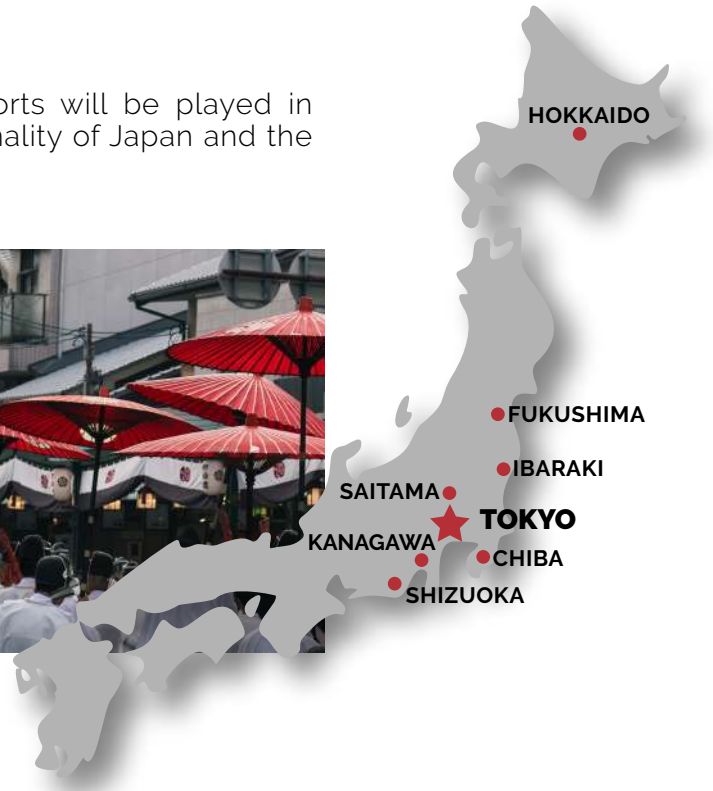 orts will be played in
nality of Japan and the
HOKKAIDO
FUKUSHIMA
IBARAKI
SAITAMA
TOKYO
KANAGAWA
CHIBA
SHIZUOKA